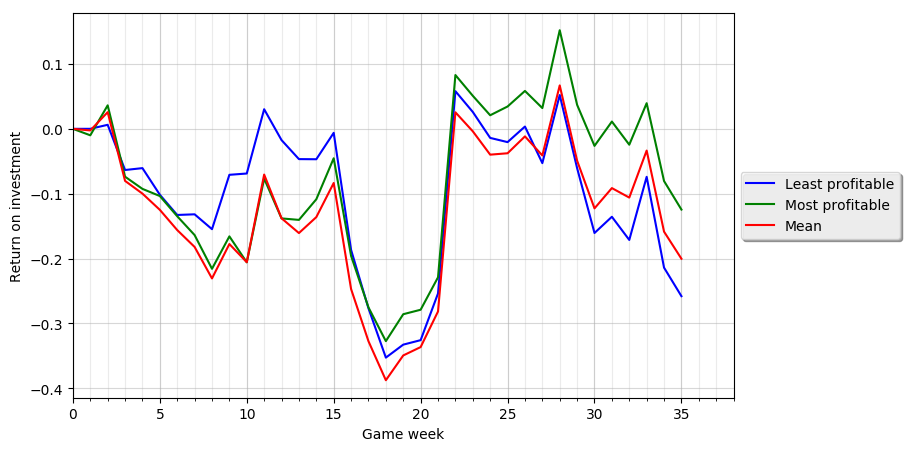 0.1
0.0
−0.1
−0.2
−0.3
−0.4
Return on investment
0 5 10 15 20 25 30 35
Game week
Least profitable
Most profitable
Mean